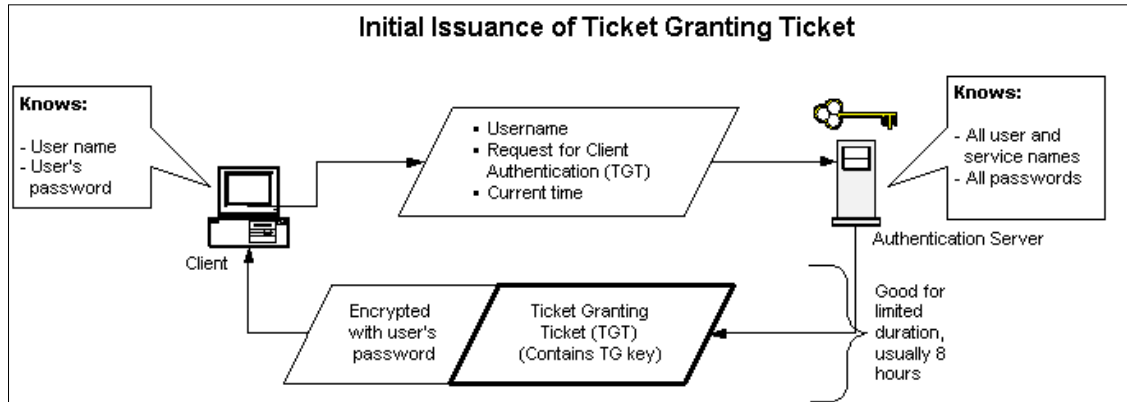 Initial Issuance of Ticket Granting Ticket
Knows:
- User name
- User's
password
▪ Username
▪ Request for Client
Authentication (TGT)
▪ Current time
Knows:
- All user and
service names
- All passwords
Client
Authentication Server
Encrypted
with user's
password
Ticket Granting
Ticket (TGT)
(Contains TG key)
Good for
limited
duration,
usually 8
hours